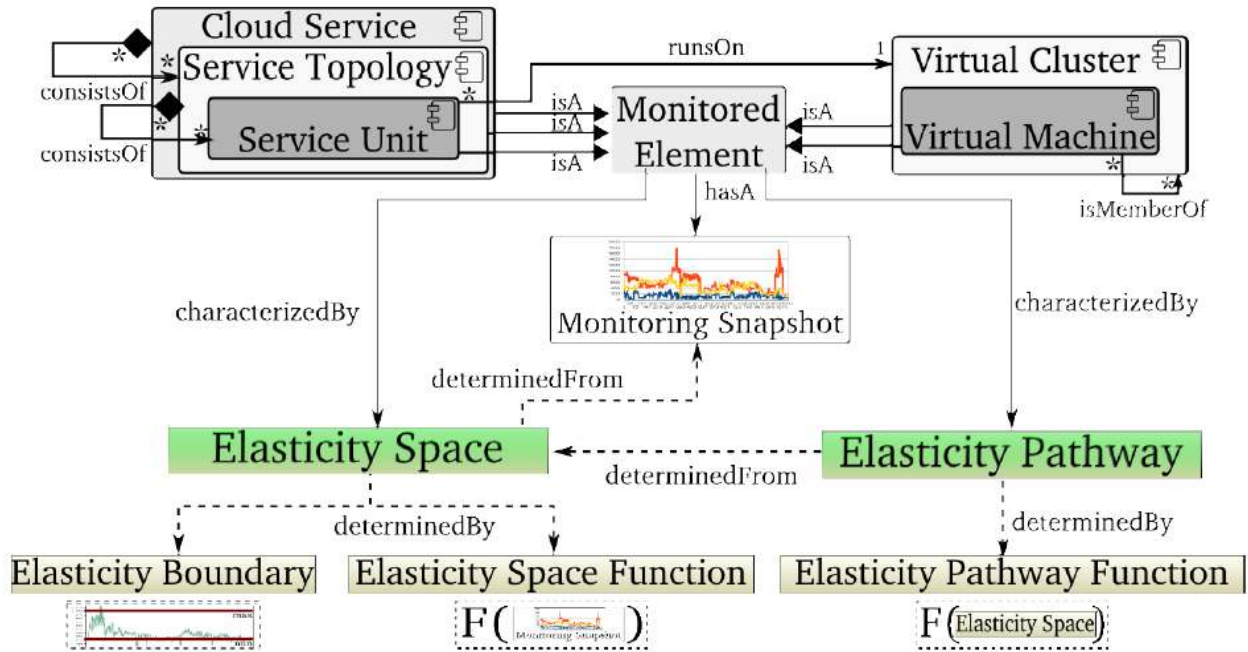 Cloud Service
*
*
Service Topology
consistsOf
*
*
*
Service Unit
consistsOf
runsOn
1
isA
isA
isA
Monitored
Element
isA
isA
Virtual Cluster
Virtual Machine
*
*
isMemberOf
hasA
characterizedBy
Monitoring Snapshot
characterizedBy
determinedFrom
Elasticity Space
determinedFrom
Elasticity Pathway
determinedBy
determinedBy
Elasticity Boundary
Elasticity Space Function
Elasticity Pathway Function
F(Monitoring Snapshot)
F(Elasticity Space)